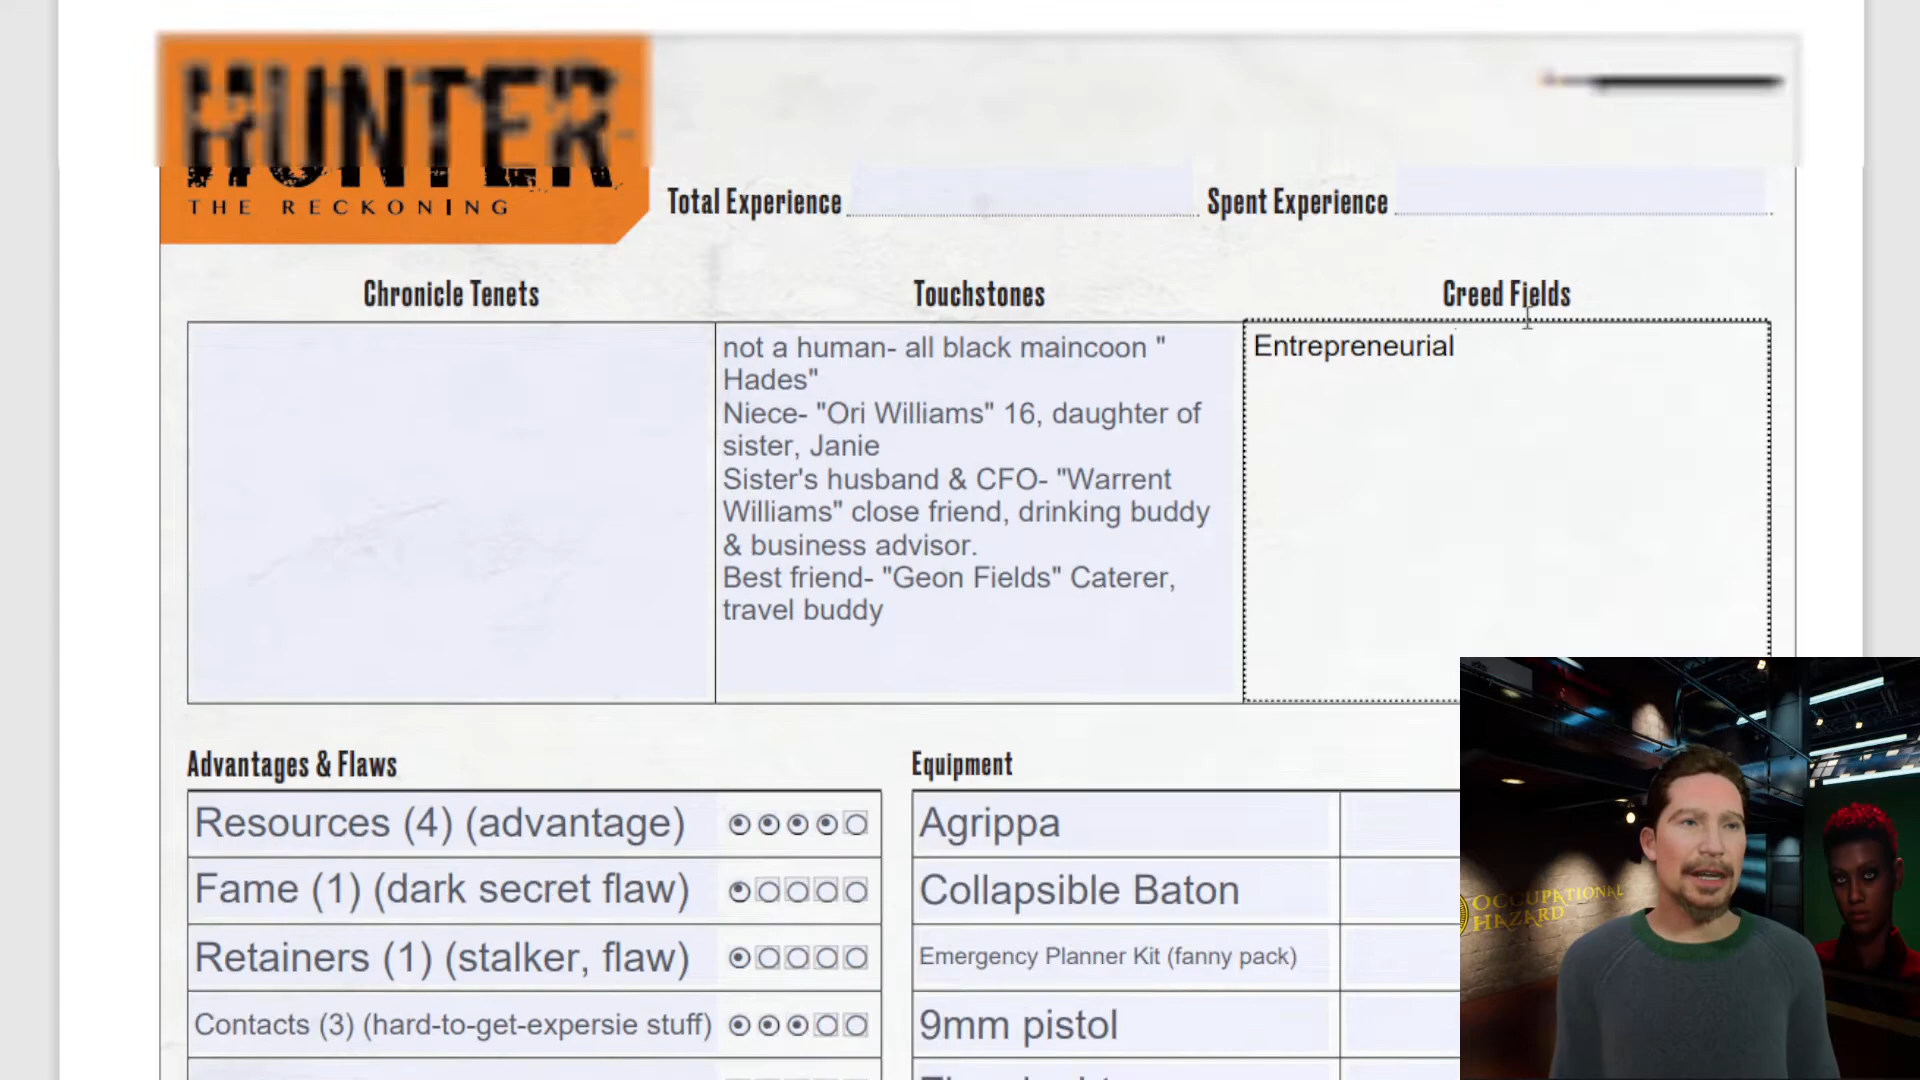 HUNTER
THE RECKONING
Total Experience
Spent Experience
Chronicle Tenets
Touchstones
Creed Fields
not a human- all black maincoon "
Hades"
Niece- "Ori Williams" 16, daughter of
sister, Janie
Sister's husband & CFO- "Warrent
Williams" close friend, drinking buddy
& business advisor.
Best friend- "Geon Fields" Caterer,
travel buddy
Entrepreneurial
Advantages & Flaws
Resources (4) (advantage)
Fame (1) (dark secret flaw)
Retainers (1) (stalker, flaw)
Contacts (3) (hard-to-get-expersie stuff)
Equipment
Agrippa
Collapsible Baton
Emergency Planner Kit (fanny pack)
9mm pistol
OCCUPATIONAL
HAZARD